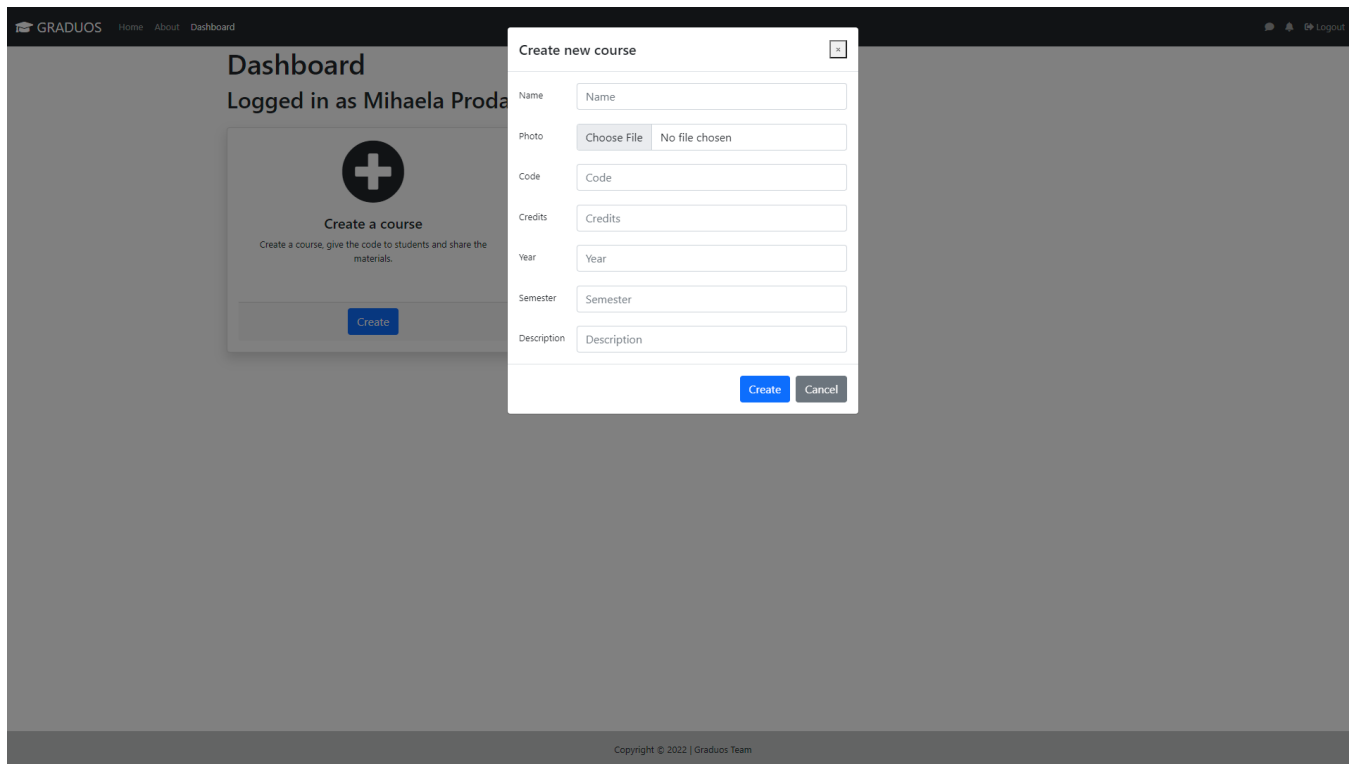 GRADUOS Home About Dashboard Logout
Dashboard
Logged in as Mihaela
Create a course
Create a course, give the code to students and share the
materials.
Create
Create new course ×
Name Name
Photo Choose File No file chosen
Code Code
Credits Credits
Year Year
Semester Semester
Description Description
Create Cancel
Copyright © 2022 | Graduos Team